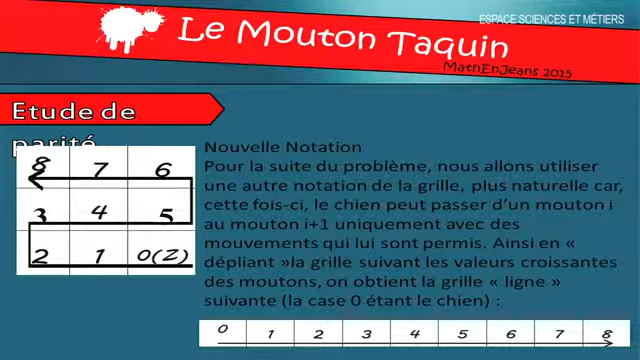 ESPACE SCIENCES ET MÉTIERS
Le Mouton Taquin
MathEnJeans 2015
Etude de
parité
8 7 6
3 4 5
2 1 0(Z)
Nouvelle Notation
Pour la suite du problème, nous allons utiliser
une autre notation de la grille, plus naturelle car,
cette fois-ci, le chien peut passer d’un mouton i
au mouton i+1 uniquement avec des
mouvements qui lui sont permis. Ainsi en «
dépliant »la grille suivant les valeurs croissantes
des moutons, on obtient la grille « ligne »
suivante (la case 0 étant le chien) :
0 1 2 3 4 5 6 7 8